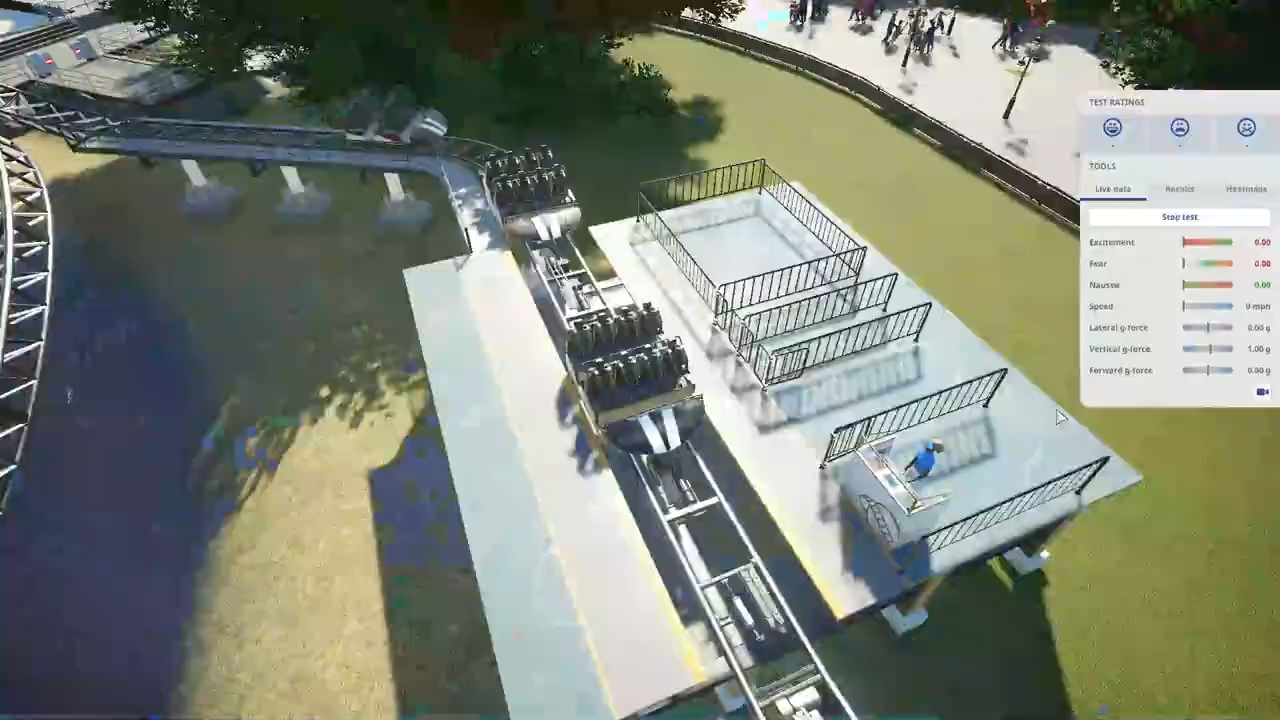 TEST RATINGS
TOOLS
Live data Results Heatmaps
Stop test
Excitement 0.00
Fear 0.00
Nausea 0.00
Speed 0 mph
Lateral g-force 0.00 g
Vertical g-force 1.00 g
Forward g-force 0.00 g